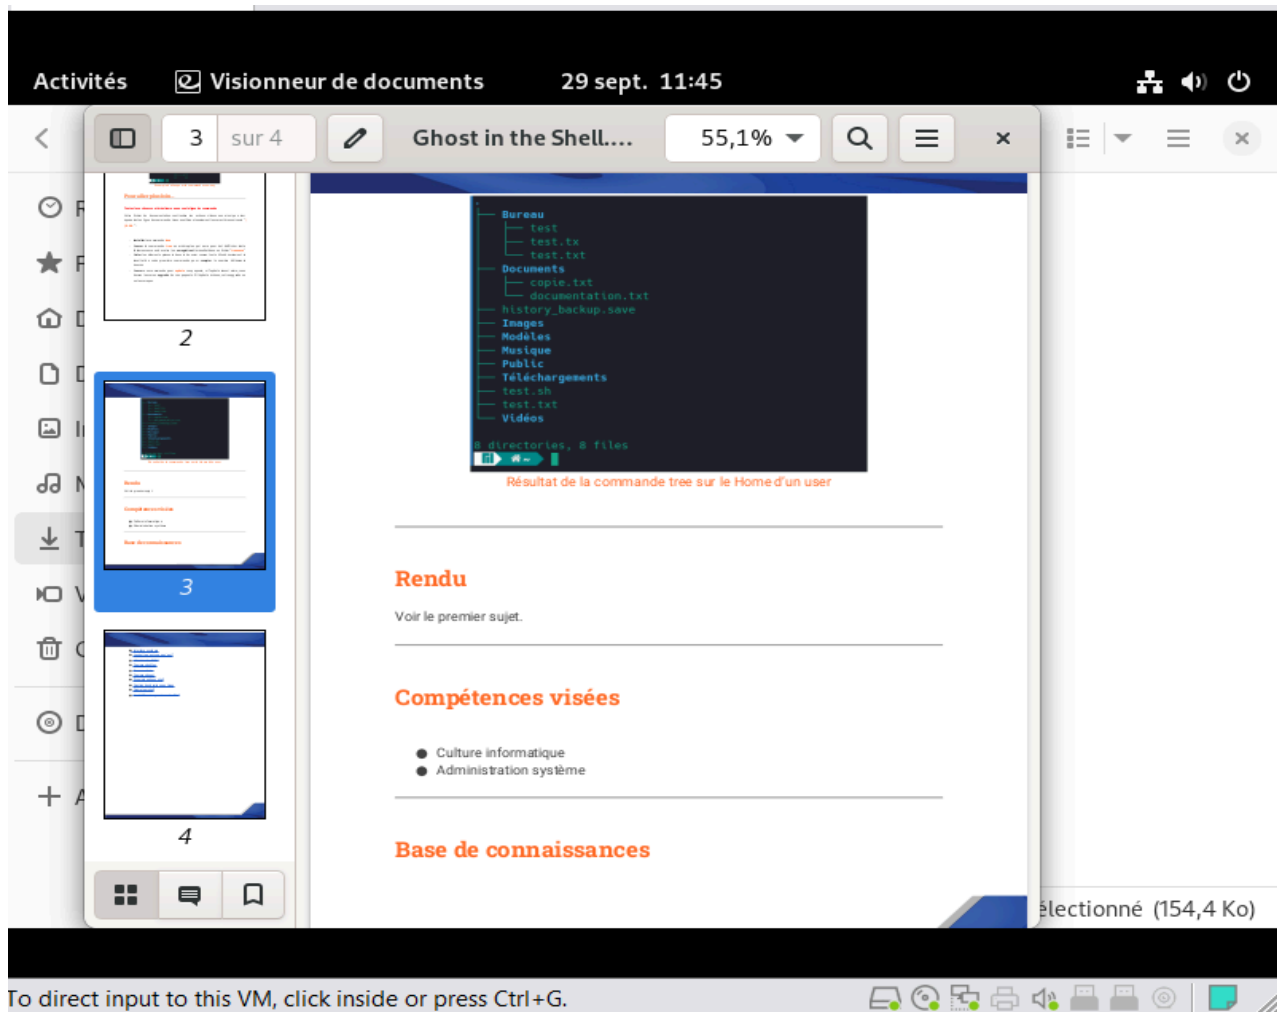 Activités
Visionneur de documents
29 sept. 11:45
3 sur 4
Ghost in the Shell....
55,1%
2
3
4
Bureau
test
test.tx
test.txt
Documents
copie.txt
documentation.txt
history_backup.save
Images
Modèles
Musique
Public
Téléchargements
test.sh
test.txt
Vidéos
8 directories, 8 files
~
Résultat de la commande tree sur le Home d'un user
Rendu
Voir le premier sujet.
Compétences visées
● Culture informatique
● Administration système
Base de connaissances
électionné (154,4 Ko)
To direct input to this VM, click inside or press Ctrl+G.